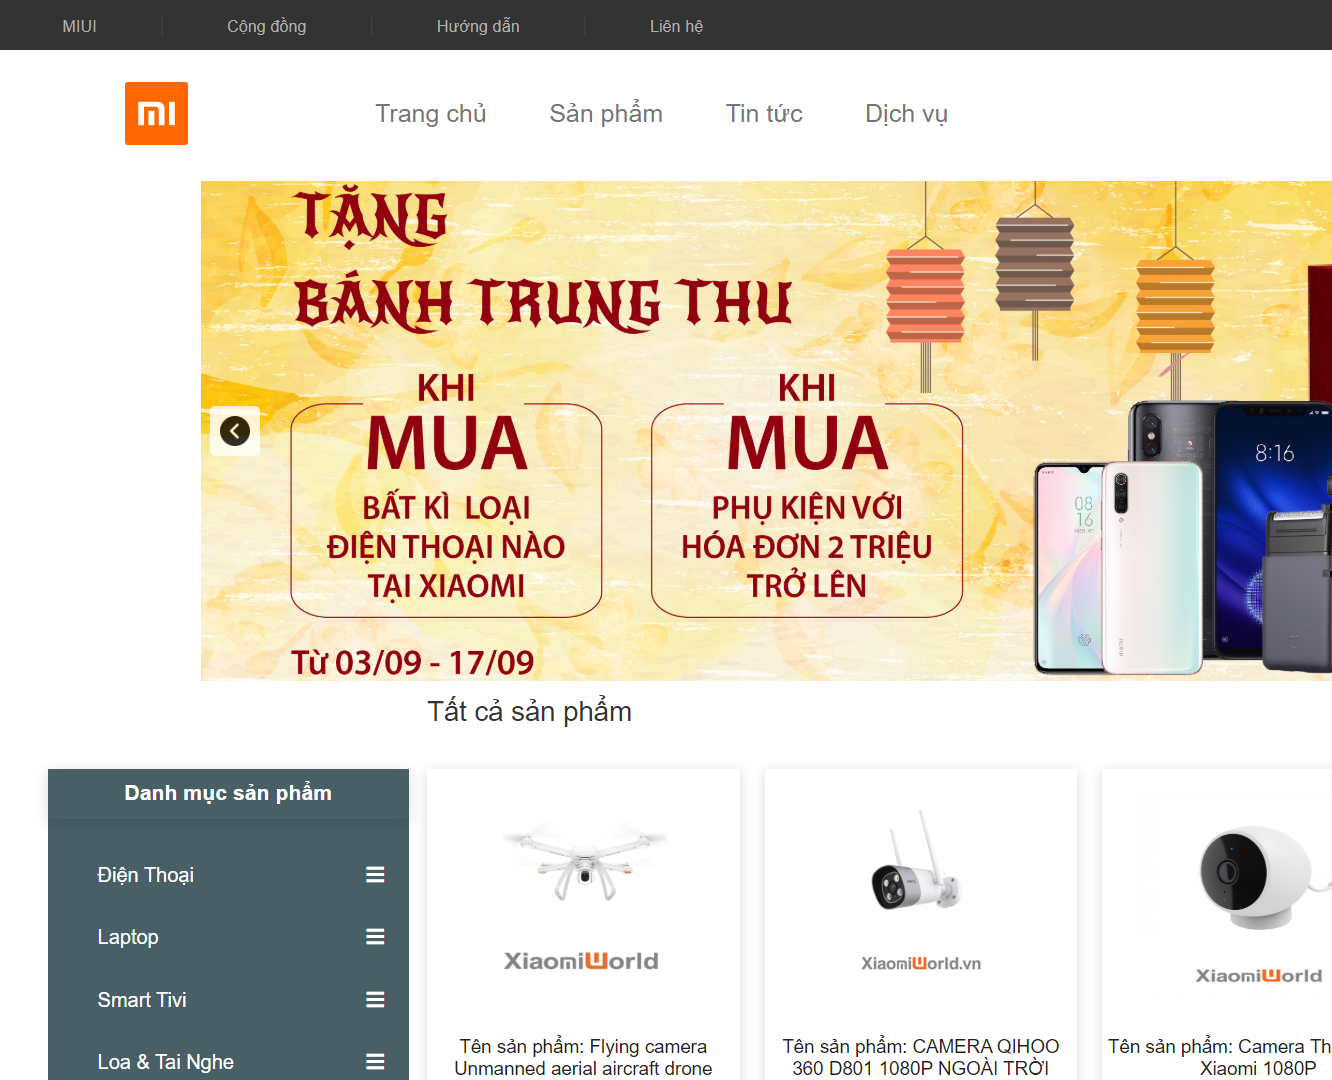 MIUI
Cộng đồng
Hướng dẫn
Liên hệ
mi
Trang chủ
Sản phẩm
Tin tức
Dịch vụ
TẶNG
BÁNH TRUNG THU
KHI
MUA
BẤT KÌ LOẠI
ĐIỆN THOẠI NÀO
TẠI XIAOMI
KHI
MUA
PHỤ KIỆN VỚI
HÓA ĐƠN 2 TRIỆU
TRỞ LÊN
Từ 03/09 - 17/09
08
16
8:16
Tất cả sản phẩm
Danh mục sản phẩm
Điện Thoại
Laptop
Smart Tivi
Loa & Tai Nghe
XiaomiWorld
Tên sản phẩm: Flying camera
Unmanned aerial aircraft drone
XiaomiWorld.vn
Tên sản phẩm: CAMERA QIHOO
360 D801 1080P NGOÀI TRỜI
XiaomiWorld
Tên sản phẩm: Camera Th
Xiaomi 1080P